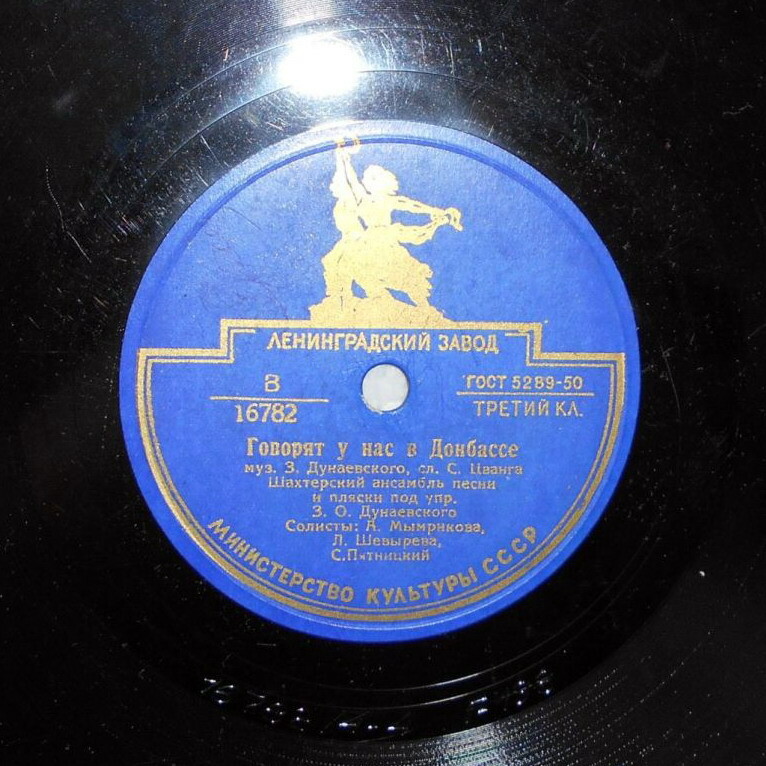 ЛЕНИНГРАДСКИЙ ЗАВОД
В
16782
ГОСТ 5289-50
ТРЕТИЙ КЛ.
Говорят у нас в Донбассе
муз. З. Дунаевского, сл. С. Цванга
Шахтерский ансамбль песни
и пляски под упр.
З. О. Дунаевского
Солисты: А. Мымрикова,
Л. Шевырева,
С. Пятницкий
МИНИСТЕРСТВО КУЛЬТУРЫ СССР